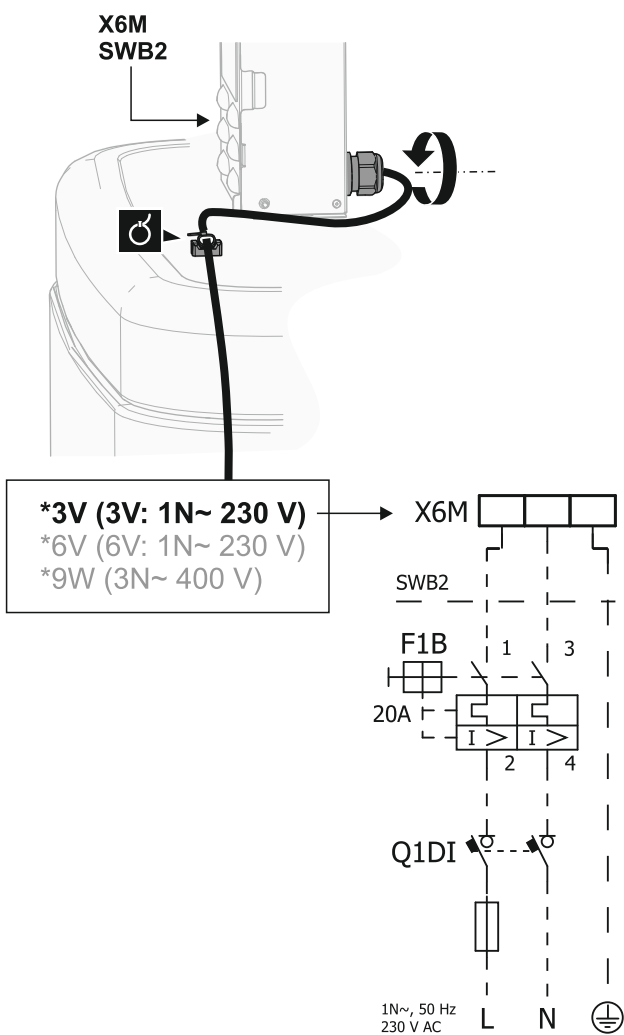 X6M
SWB2
*3V (3V: 1N~ 230 V)
*6V (6V: 1N~ 230 V)
*9W (3N~ 400 V)
X6M
SWB2
F1B
1
3
20A
I >
I >
2
4
Q1DI
1N~, 50 Hz
230 V AC
L
N